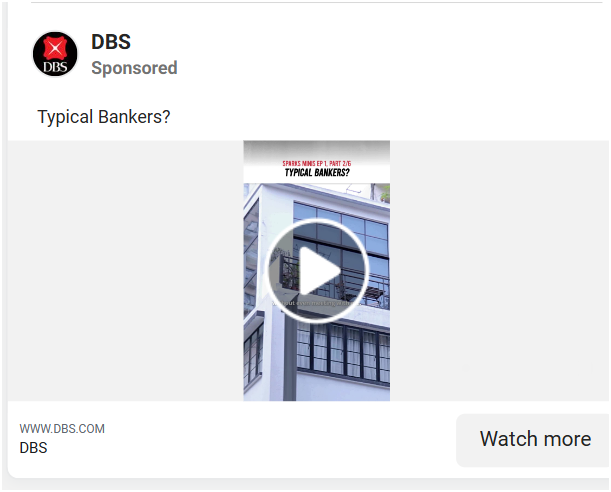 DBS
DBS
Sponsored
Typical Bankers?
SPARKS MINIS EP 1, PART 2/6
TYPICAL BANKERS?
WWW.DBS.COM
DBS
Watch more